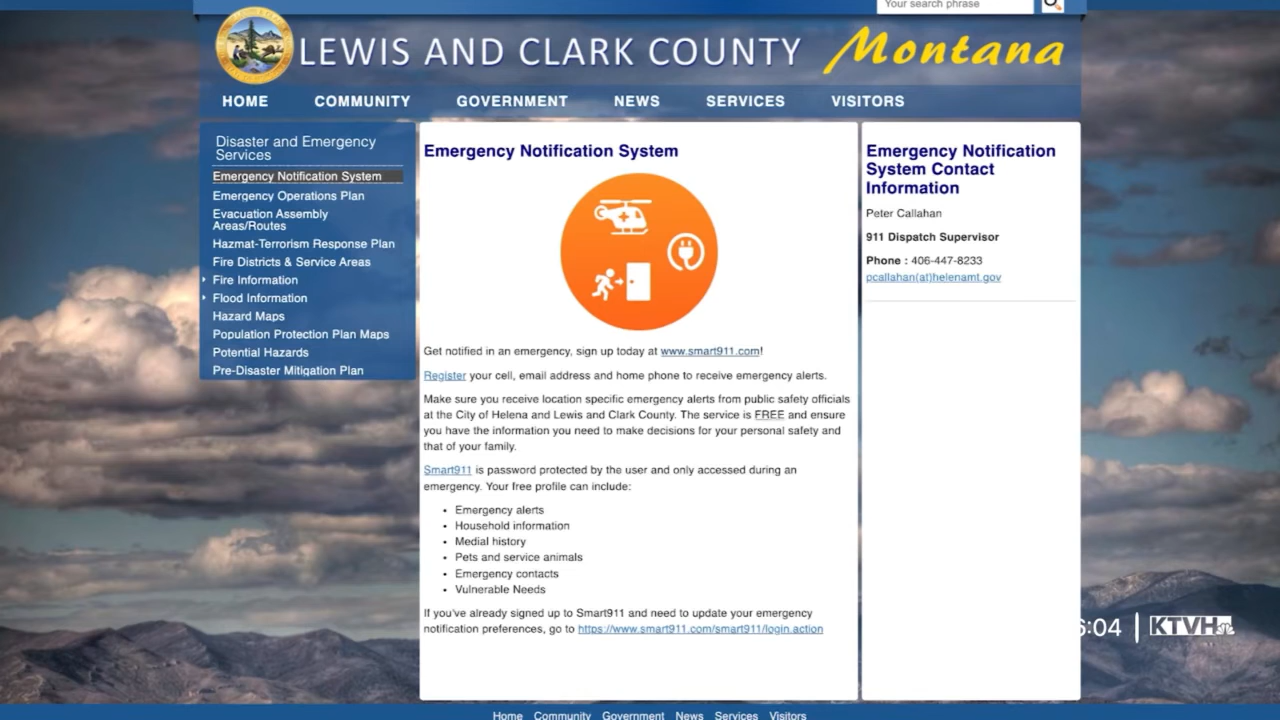 Your search phrase
LEWIS AND CLARK COUNTY Montana
HOME COMMUNITY GOVERNMENT NEWS SERVICES VISITORS
Disaster and Emergency
Services
Emergency Notification System
Emergency Operations Plan
Evacuation Assembly
Areas/Routes
Hazmat-Terrorism Response Plan
Fire Districts & Service Areas
Fire Information
Flood Information
Hazard Maps
Population Protection Plan Maps
Potential Hazards
Pre-Disaster Mitigation Plan
Emergency Notification System
Get notified in an emergency, sign up today at www.smart911.com!
Register your cell, email address and home phone to receive emergency alerts.
Make sure you receive location specific emergency alerts from public safety officials
at the City of Helena and Lewis and Clark County. The service is FREE and ensure
you have the information you need to make decisions for your personal safety and
that of your family.
Smart911 is password protected by the user and only accessed during an
emergency. Your free profile can include:
• Emergency alerts
• Household information
• Medial history
• Pets and service animals
• Emergency contacts
• Vulnerable Needs
If you've already signed up to Smart911 and need to update your emergency
notification preferences, go to https://www.smart911.com/smart911/login.action
Emergency Notification
System Contact
Information
Peter Callahan
911 Dispatch Supervisor
Phone : 406-447-8233
pcallahan(at)helenamt.gov
6:04 | KTVH
Home Community Government News Services Visitors